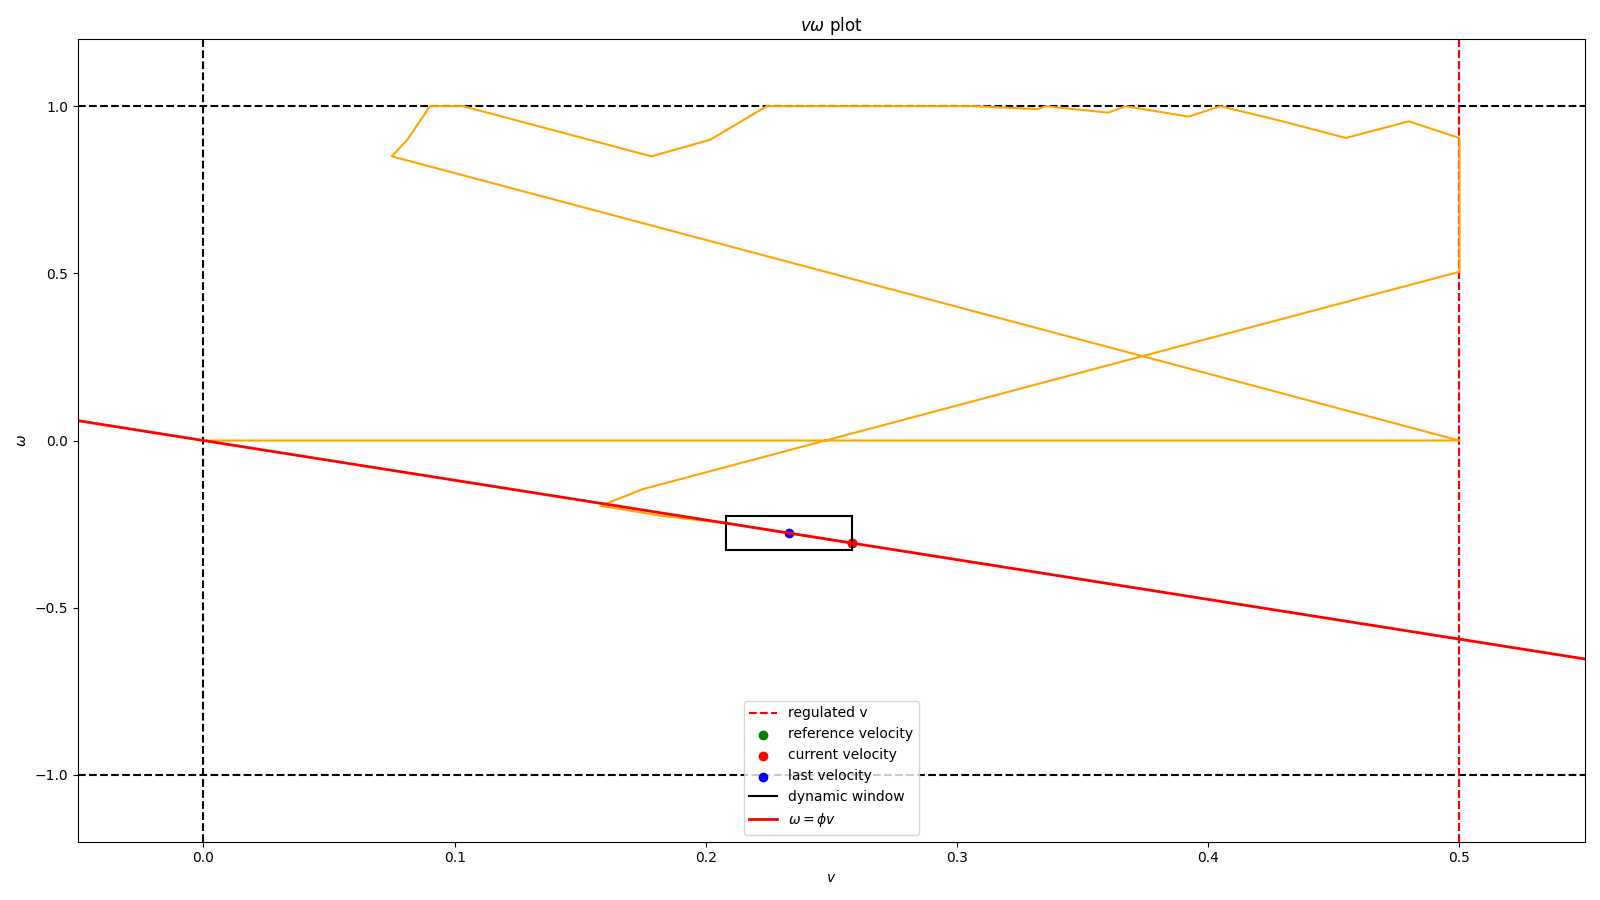 vω plot
1.0
0.5
0.0
−0.5
−1.0
ω
regulated v
reference velocity
current velocity
last velocity
dynamic window
ω = ϕv
0.0 0.1 0.2 0.3 0.4 0.5
v